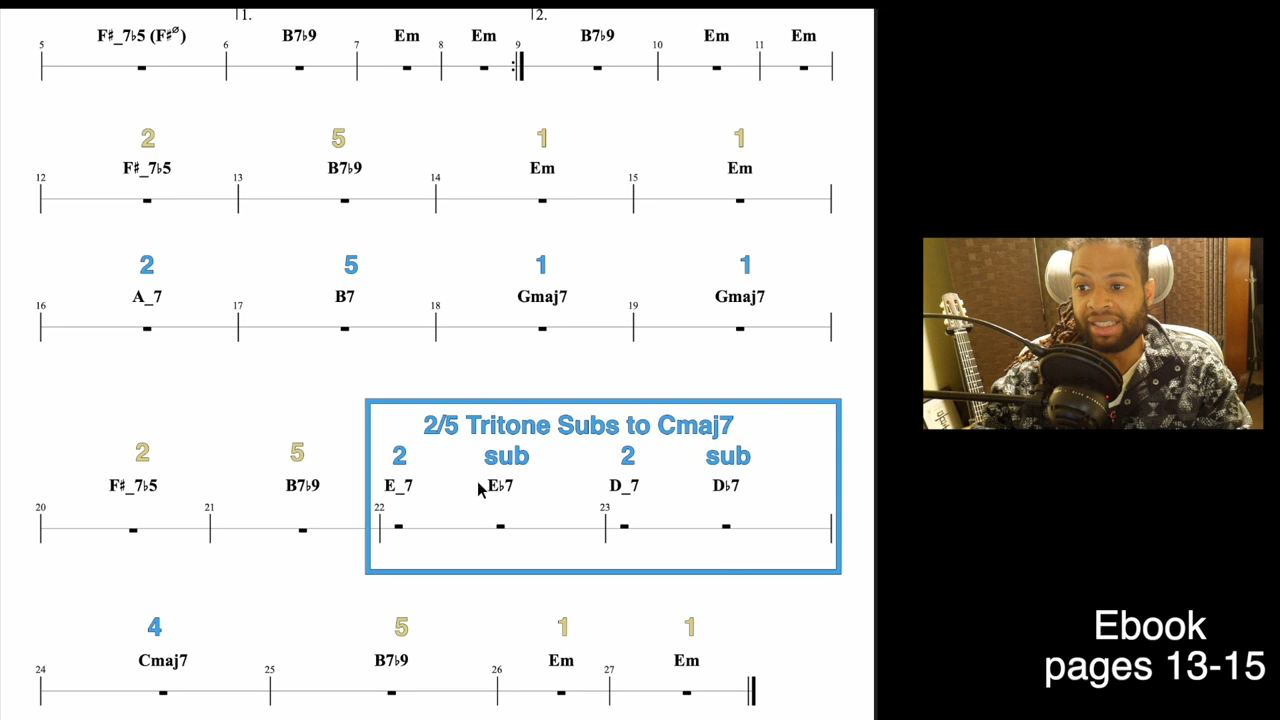 1. 2.
F♯_7♭5 (F♯ø) B7♭9 Em Em B7♭9 Em Em
5 6 7 8 9 10 11
2 5 1 1
F♯_7♭5 B7♭9 Em Em
12 13 14 15
2 5 1 1
A_7 B7 Gmaj7 Gmaj7
16 17 18 19
2/5 Tritone Subs to Cmaj7
2 5 2 sub 2 sub
F♯_7♭5 B7♭9 E_7 E♭7 D_7 D♭7
20 21 22 23
4 5 1 1
Cmaj7 B7♭9 Em Em
24 25 26 27
Ebook
pages 13-15